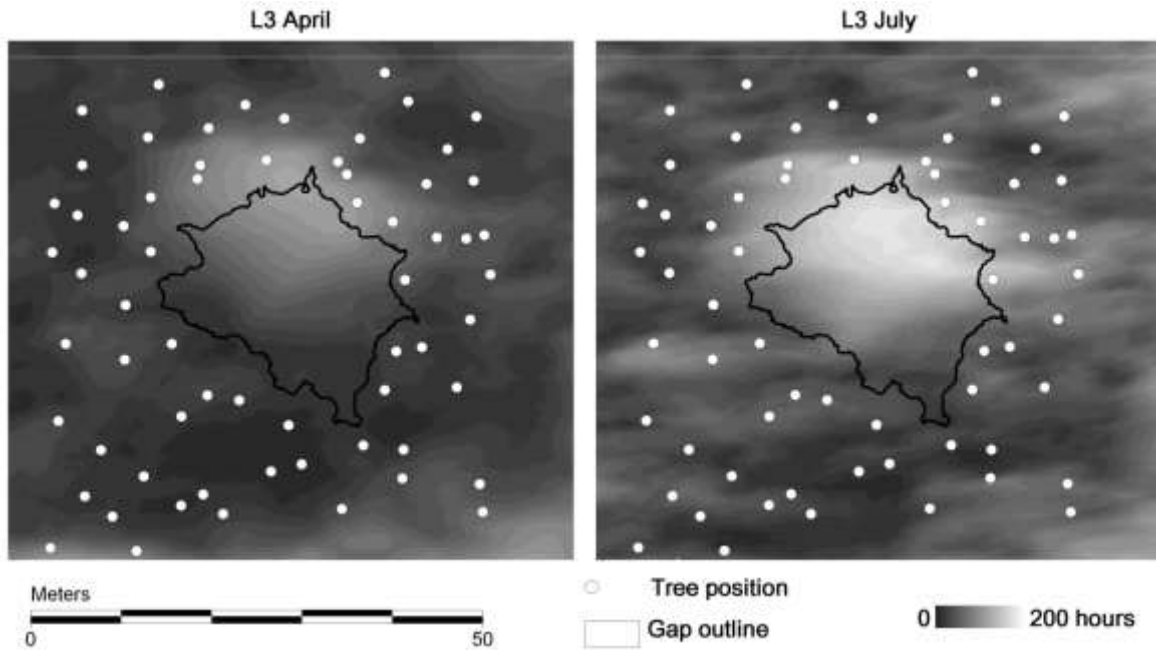 L3 April
L3 July
Meters
0
50
Tree position
Gap outline
0
200 hours